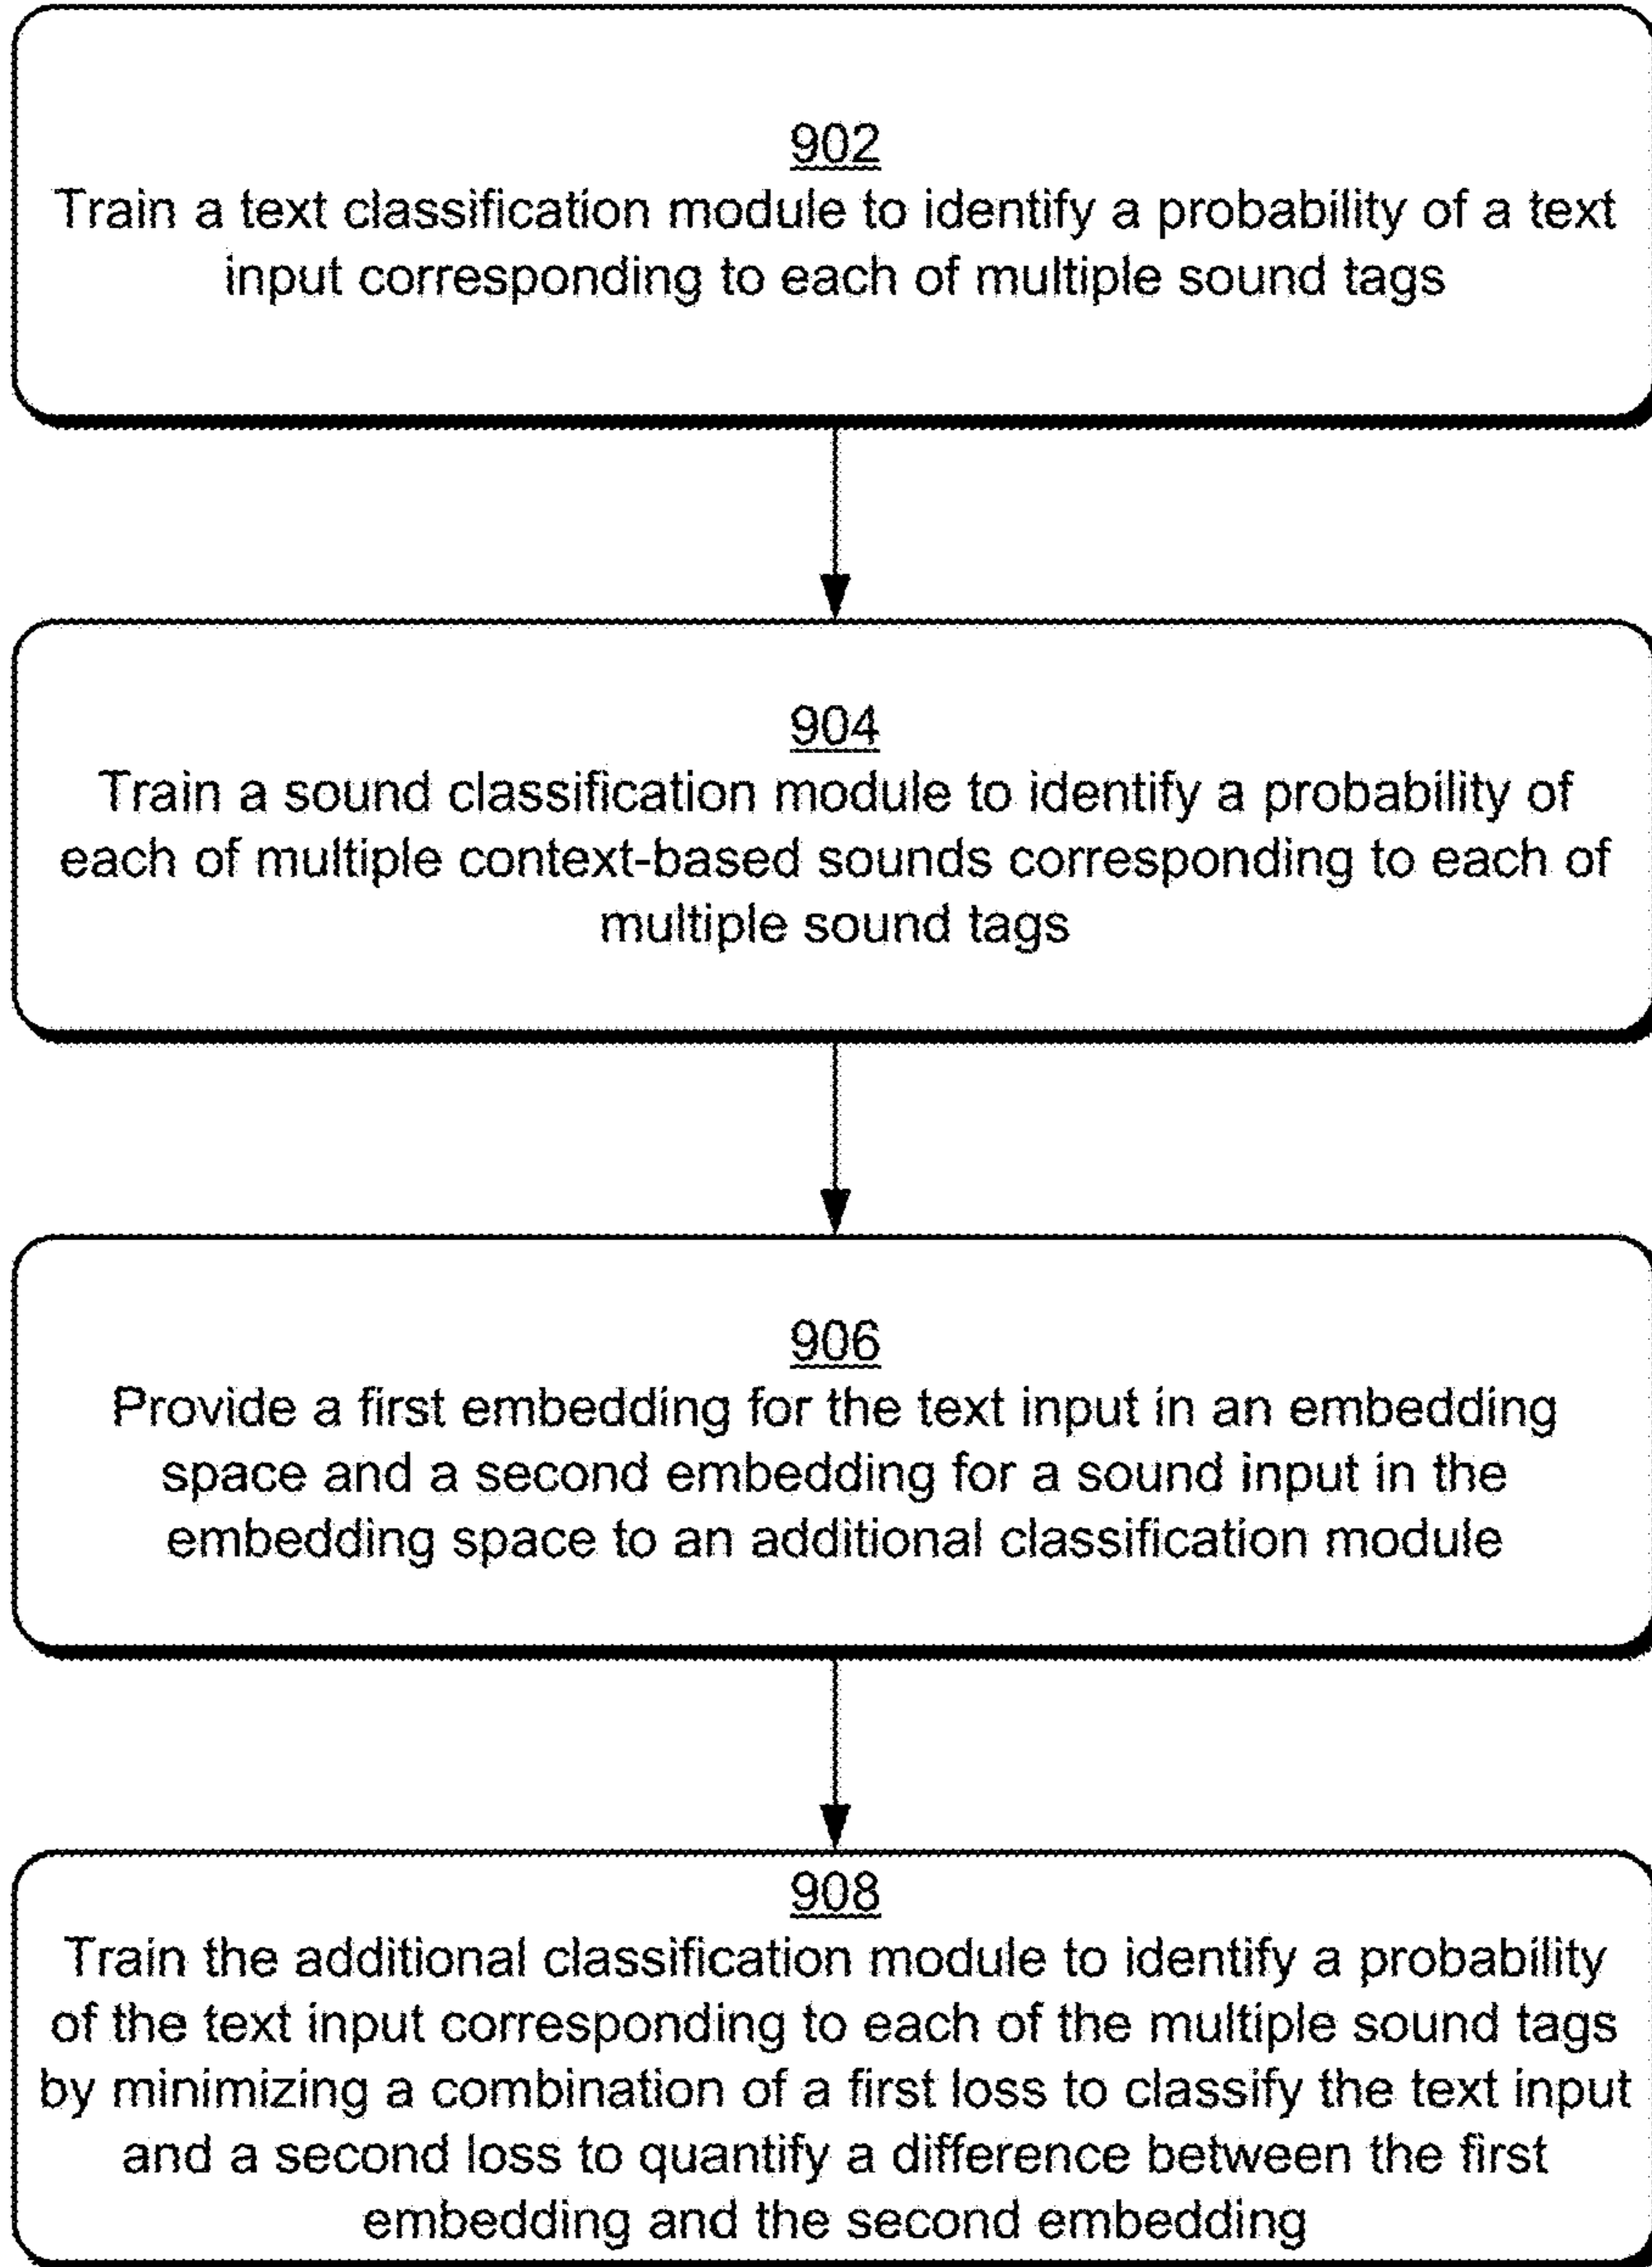 902
Train a text classification module to identify a probability of a text
input corresponding to each of multiple sound tags
904
Train a sound classification module to identify a probability of
each of multiple context-based sounds corresponding to each of
multiple sound tags
906
Provide a first embedding for the text input in an embedding
space and a second embedding for a sound input in the
embedding space to an additional classification module
908
Train the additional classification module to identify a probability
of the text input corresponding to each of the multiple sound tags
by minimizing a combination of a first loss to classify the text input
and a second loss to quantify a difference between the first
embedding and the second embedding